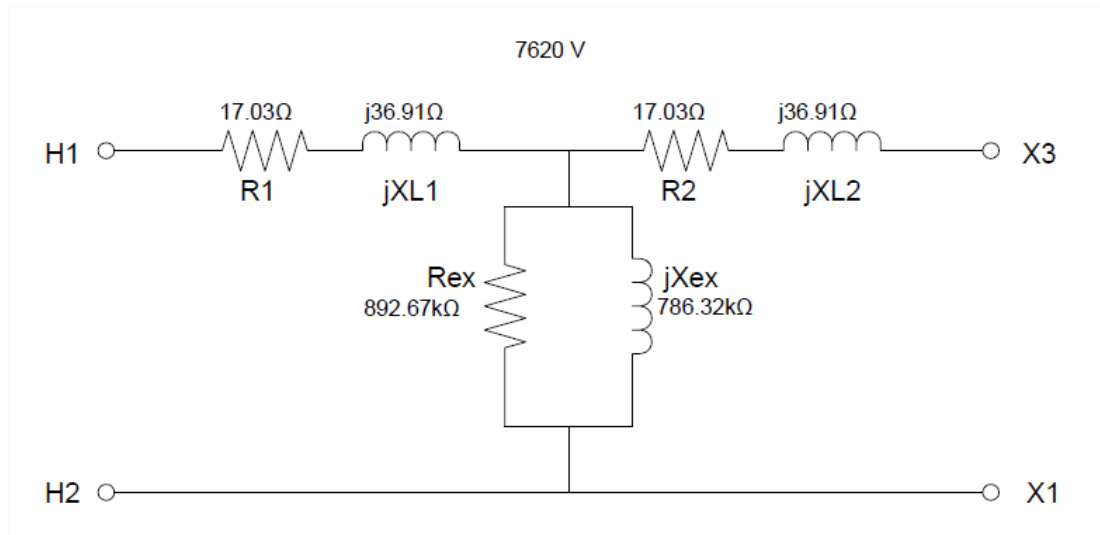 7620 V
17.03Ω j36.91Ω 17.03Ω j36.91Ω
H1 X3
R1 jXL1 R2 jXL2
Rex jXex
892.67kΩ 786.32kΩ
H2 X1